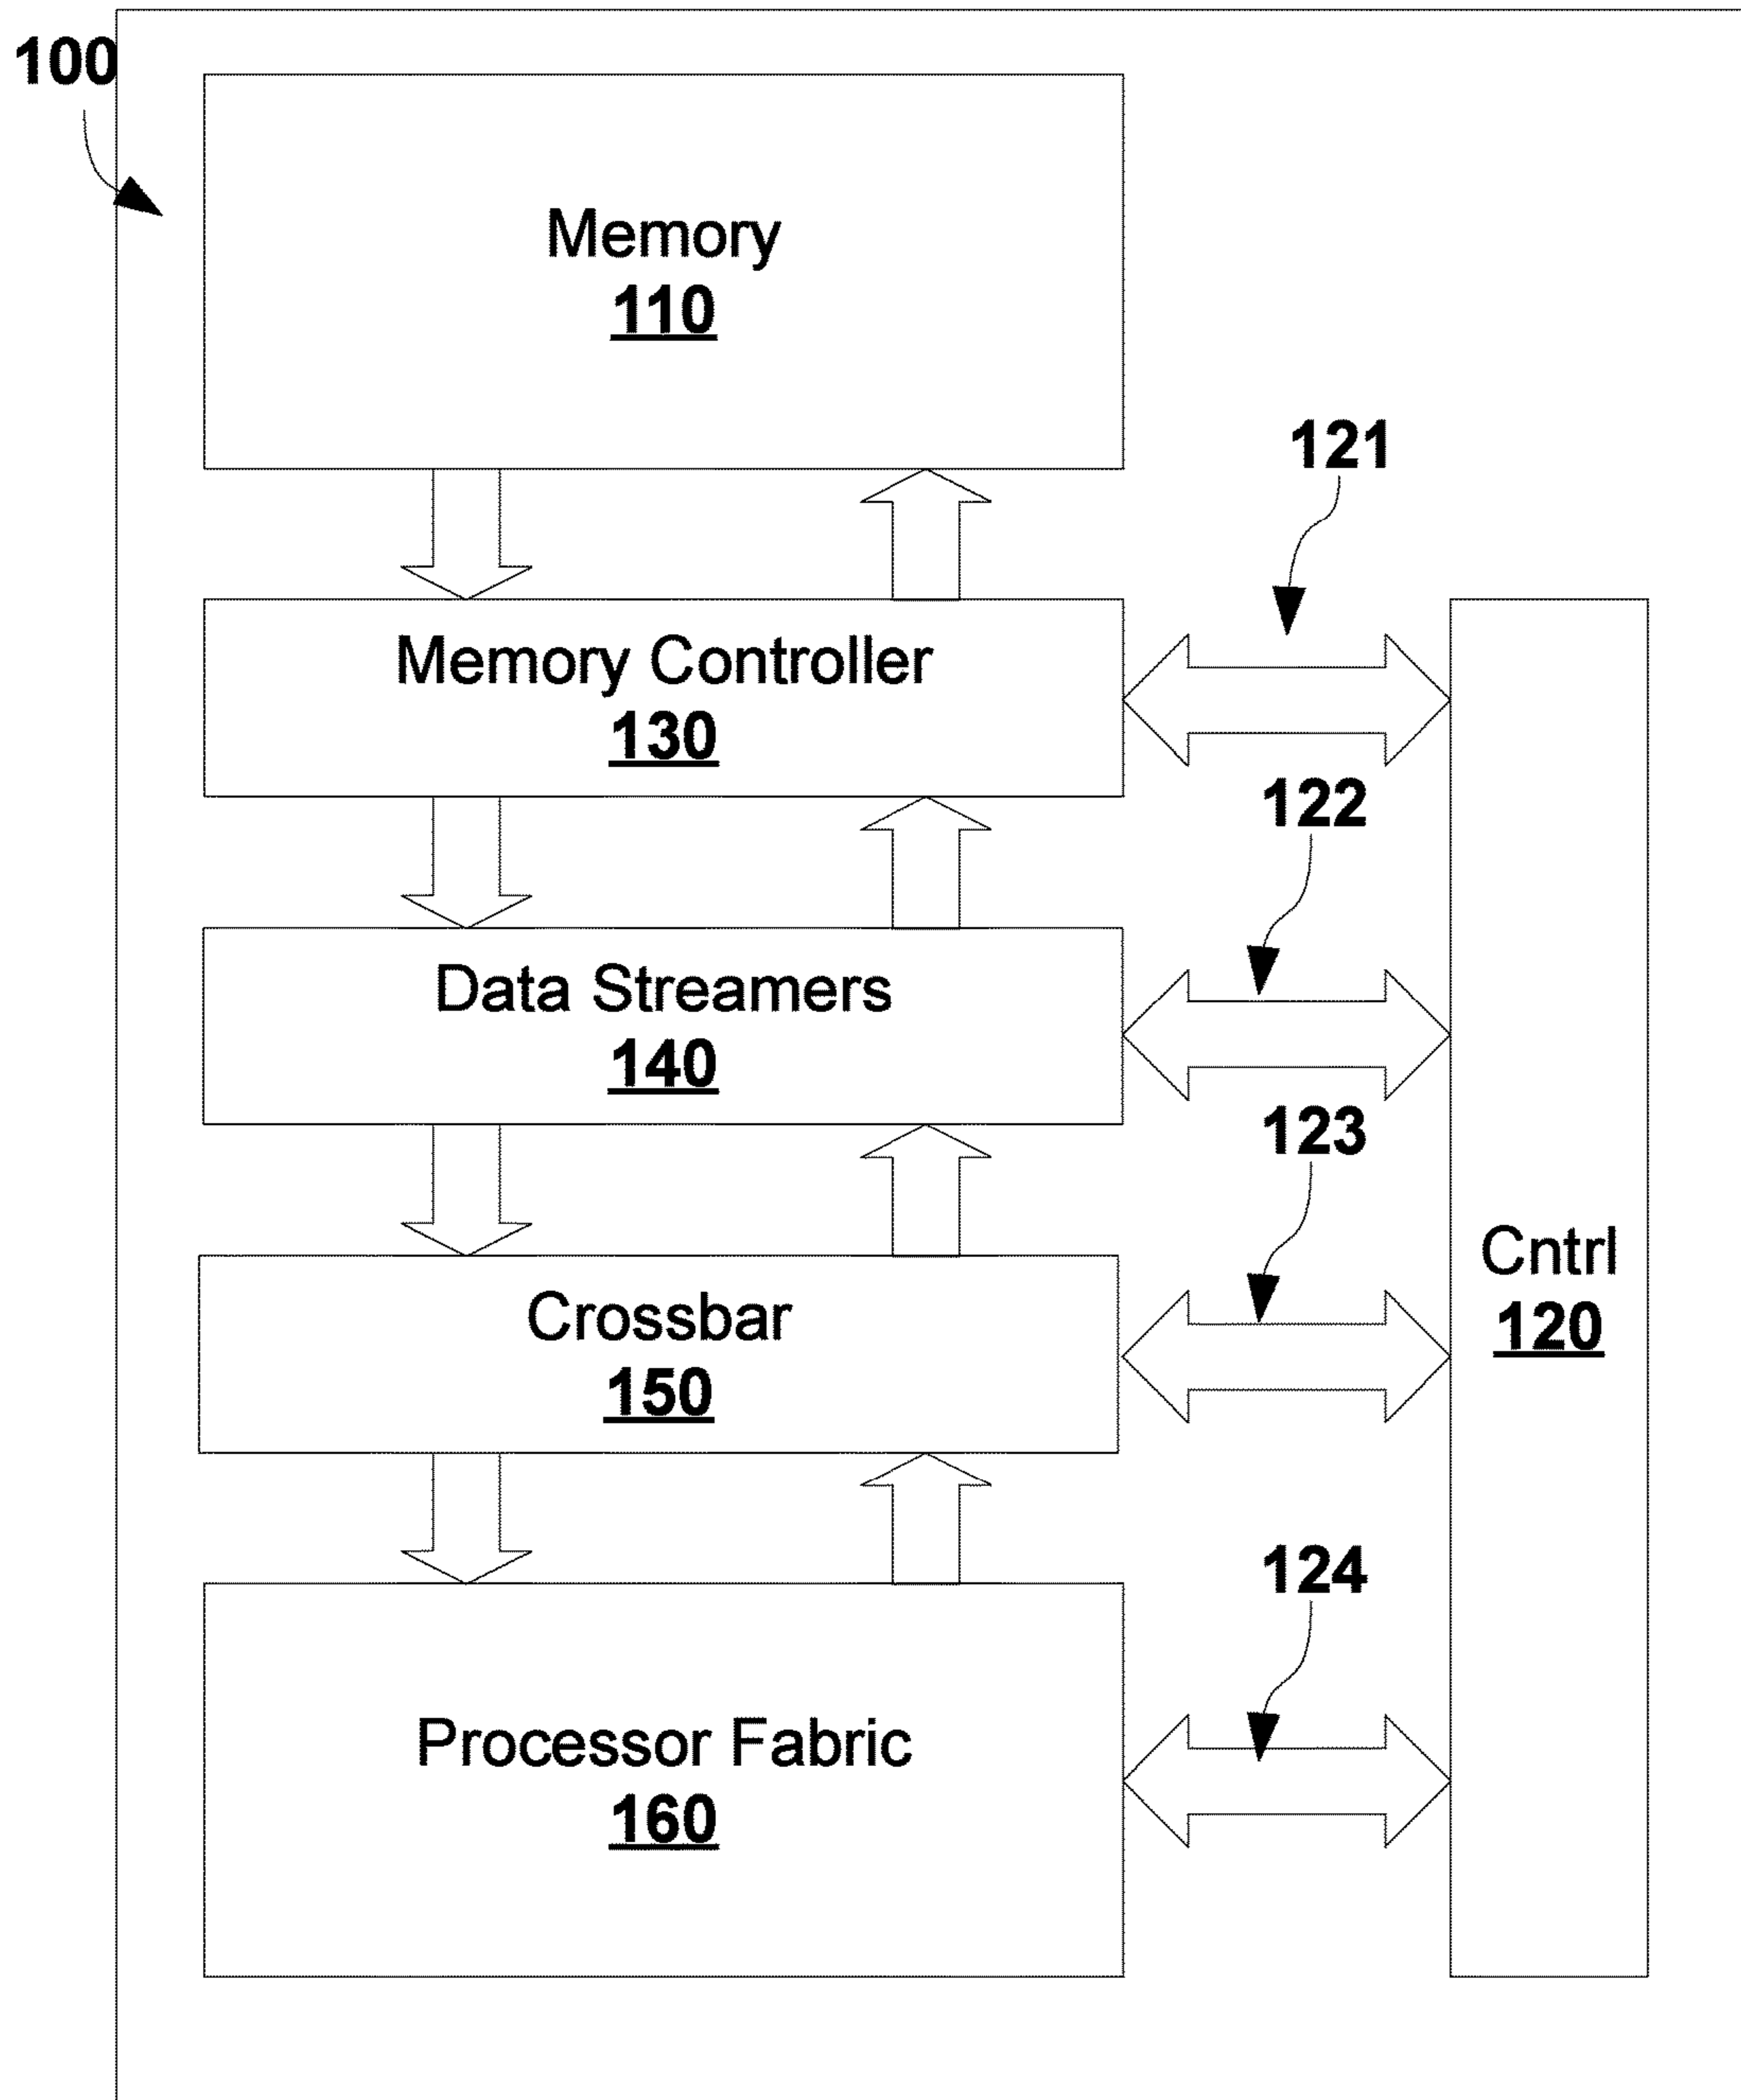 100
Memory
110
121
Memory Controller
130
122
Data Streamers
140
123
Crossbar
150
Cntrl
120
124
Processor Fabric
160